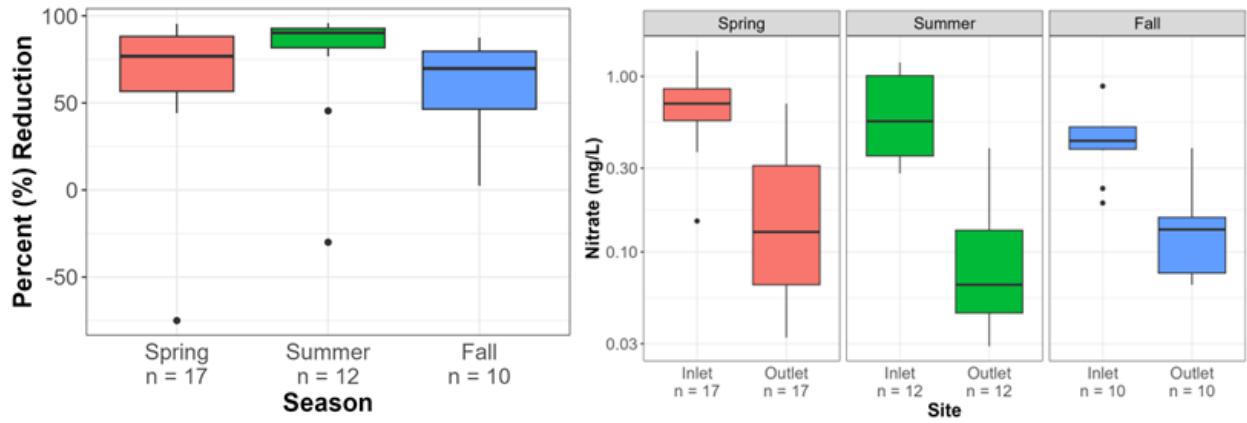 Percent (%) Reduction
100
50
0
-50
Spring
n = 17
Summer
n = 12
Fall
n = 10
Season
Nitrate (mg/L)
1.00
0.30
0.10
0.03
Spring
Summer
Fall
Inlet
n = 17
Outlet
n = 17
Inlet
n = 12
Outlet
n = 12
Inlet
n = 10
Outlet
n = 10
Site